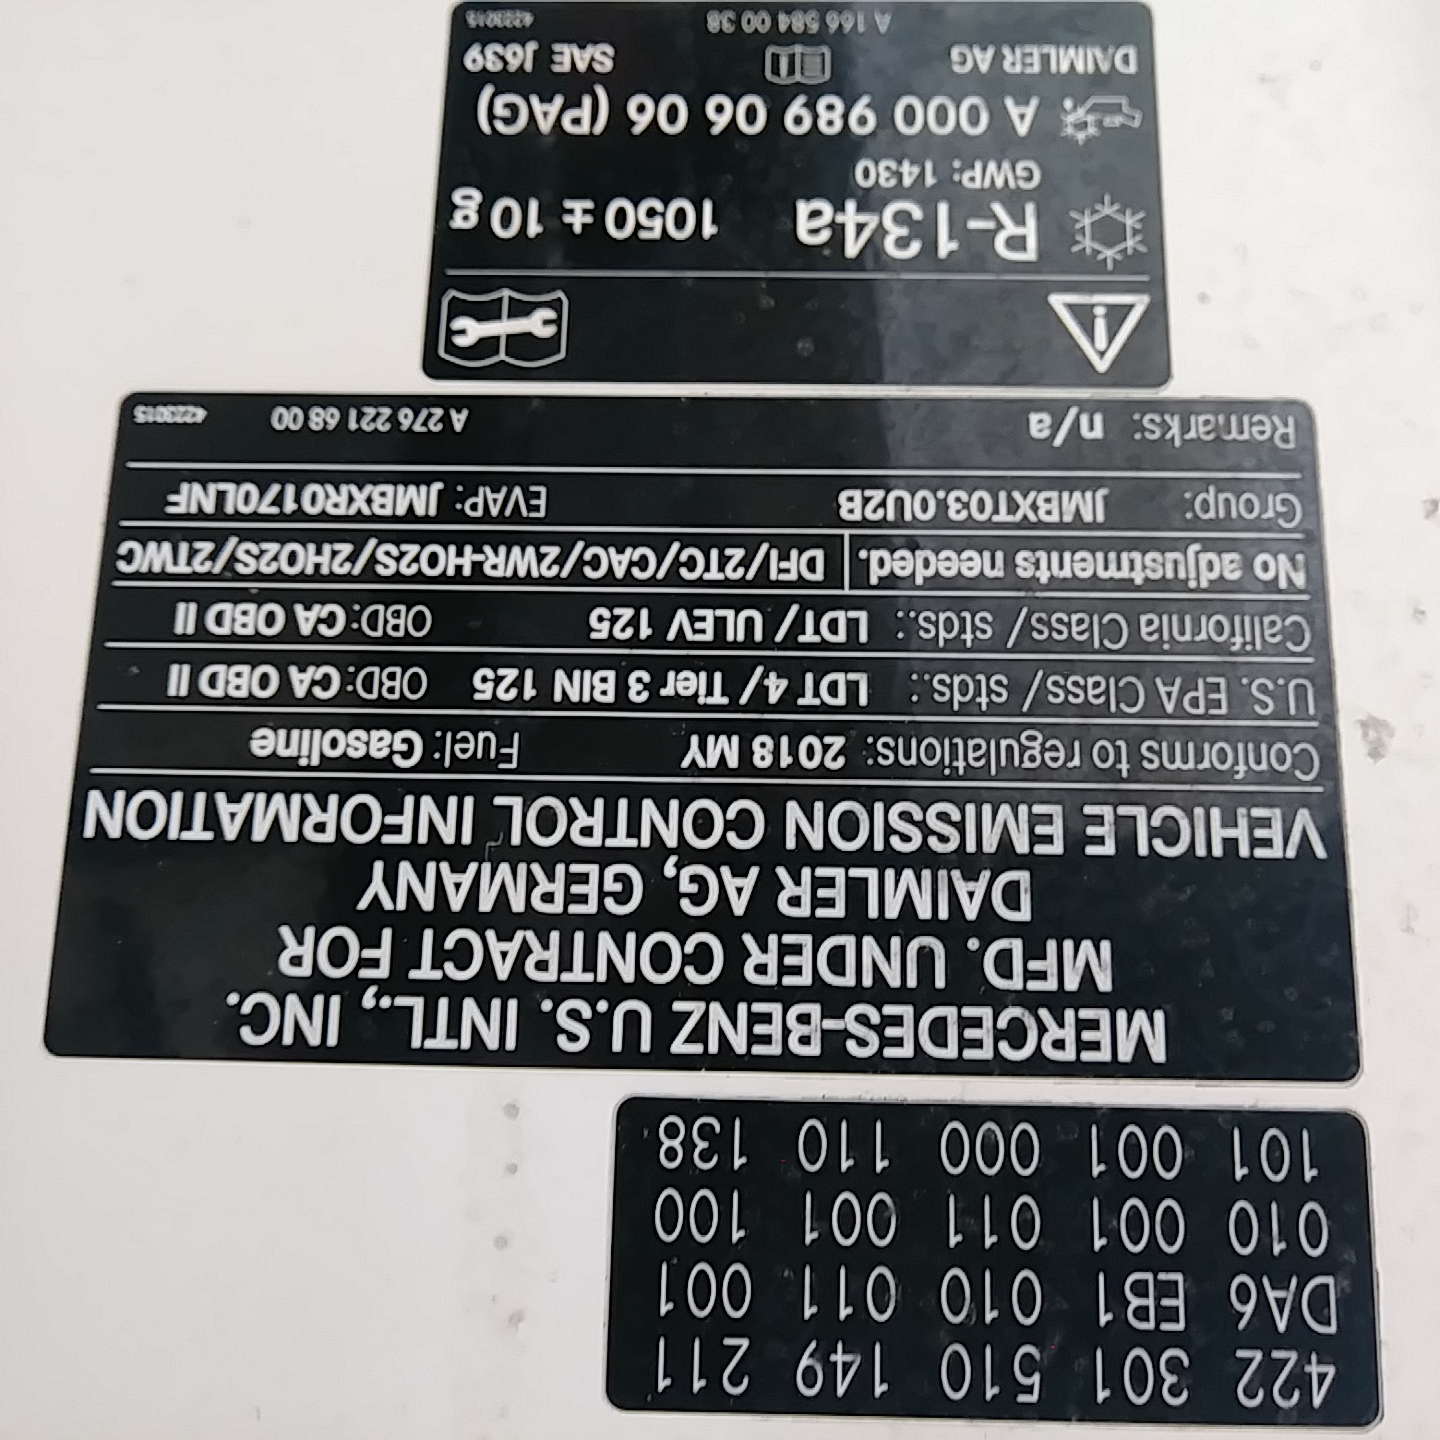 422 301 510 149 211
DA6 EB1 010 011 001
010 001 011 001 100
101 001 000 110 138
MERCEDES-BENZ U.S. INTL., INC.
MFD. UNDER CONTRACT FOR
DAIMLER AG, GERMANY
VEHICLE EMISSION CONTROL INFORMATION
Conforms to regulations: 2018 MY Fuel: Gasoline
U.S. EPA Class/ stds.: LDT 4/ Tier 3 BIN 125 OBD: CA OBD II
California Class/ stds.: LDT/ ULEV 125 OBD: CA OBD II
No adjustments needed. DFI/2TC/CAC/2WR-HO2S/2HO2S/2TWC
Group: JMBXT03.0U2B EVAP: JMBXR0170LNF
Remarks: n/a A 276 221 68 00 4223015
R-134a 1050 ± 10 g
GWP: 1430
A 000 989 06 06 (PAG)
DAIMLER AG SAE J639
A 166 584 00 38 4223015